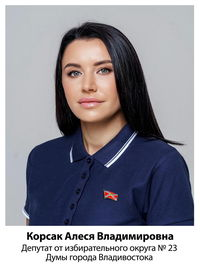 Корсак Алеся Владимировна
Депутат от избирательного округа № 23
Думы города Владивостока